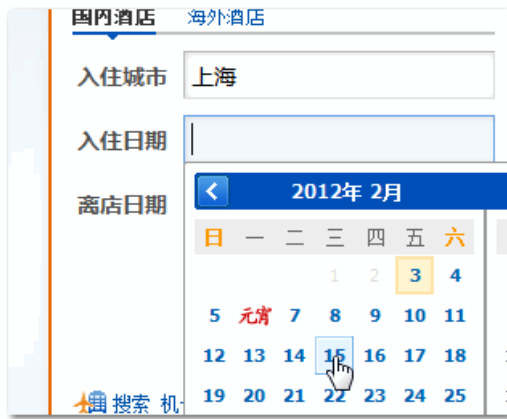 国内酒店 海外酒店
入住城市 上海
入住日期
离店日期
2012年 2月
日 一 二 三 四 五 六
1 2 3 4
5 元宵 7 8 9 10 11
12 13 14 15 16 17 18
19 20 21 22 23 24 25
搜索 机